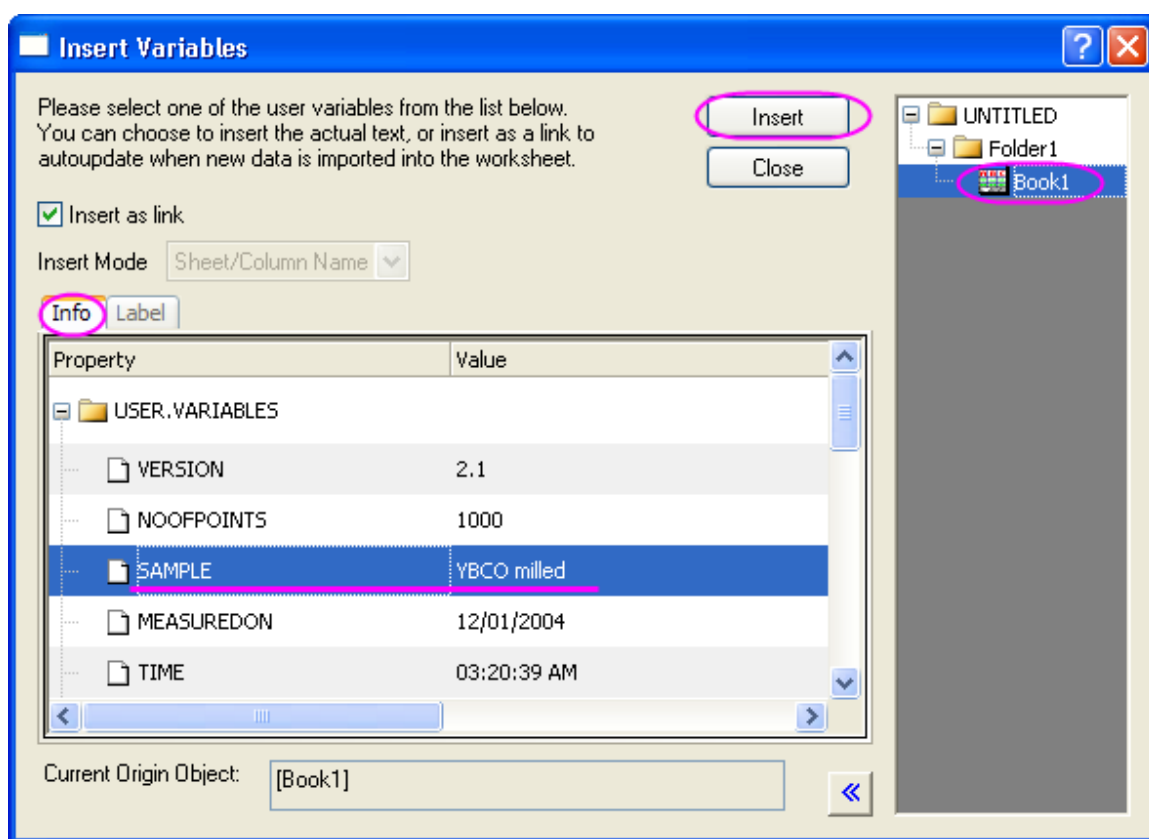 Insert Variables
Please select one of the user variables from the list below.
You can choose to insert the actual text, or insert as a link to
autoupdate when new data is imported into the worksheet.
Insert
Close
Insert as link
Insert Mode Sheet/Column Name
Info Label
Property Value
USER.VARIABLES
VERSION 2.1
NOOFPOINTS 1000
SAMPLE YBCO milled
MEASUREDON 12/01/2004
TIME 03:20:39 AM
Current Origin Object: [Book1]
UNTITLED
Folder1
Book1